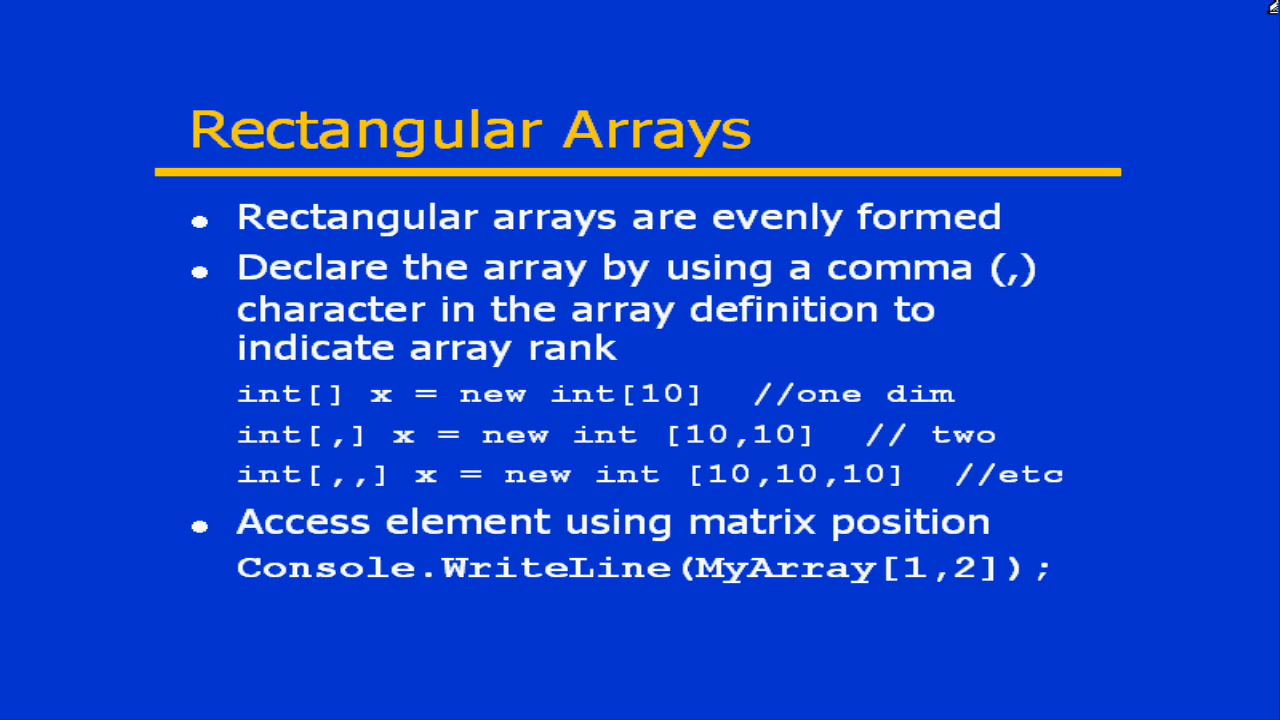 Rectangular Arrays
● Rectangular arrays are evenly formed
● Declare the array by using a comma (,)
character in the array definition to
indicate array rank
int[] x = new int[10]  //one dim
int[,] x = new int [10,10]  // two
int[,,] x = new int [10,10,10]  //etc
● Access element using matrix position
Console.WriteLine(MyArray[1,2]);